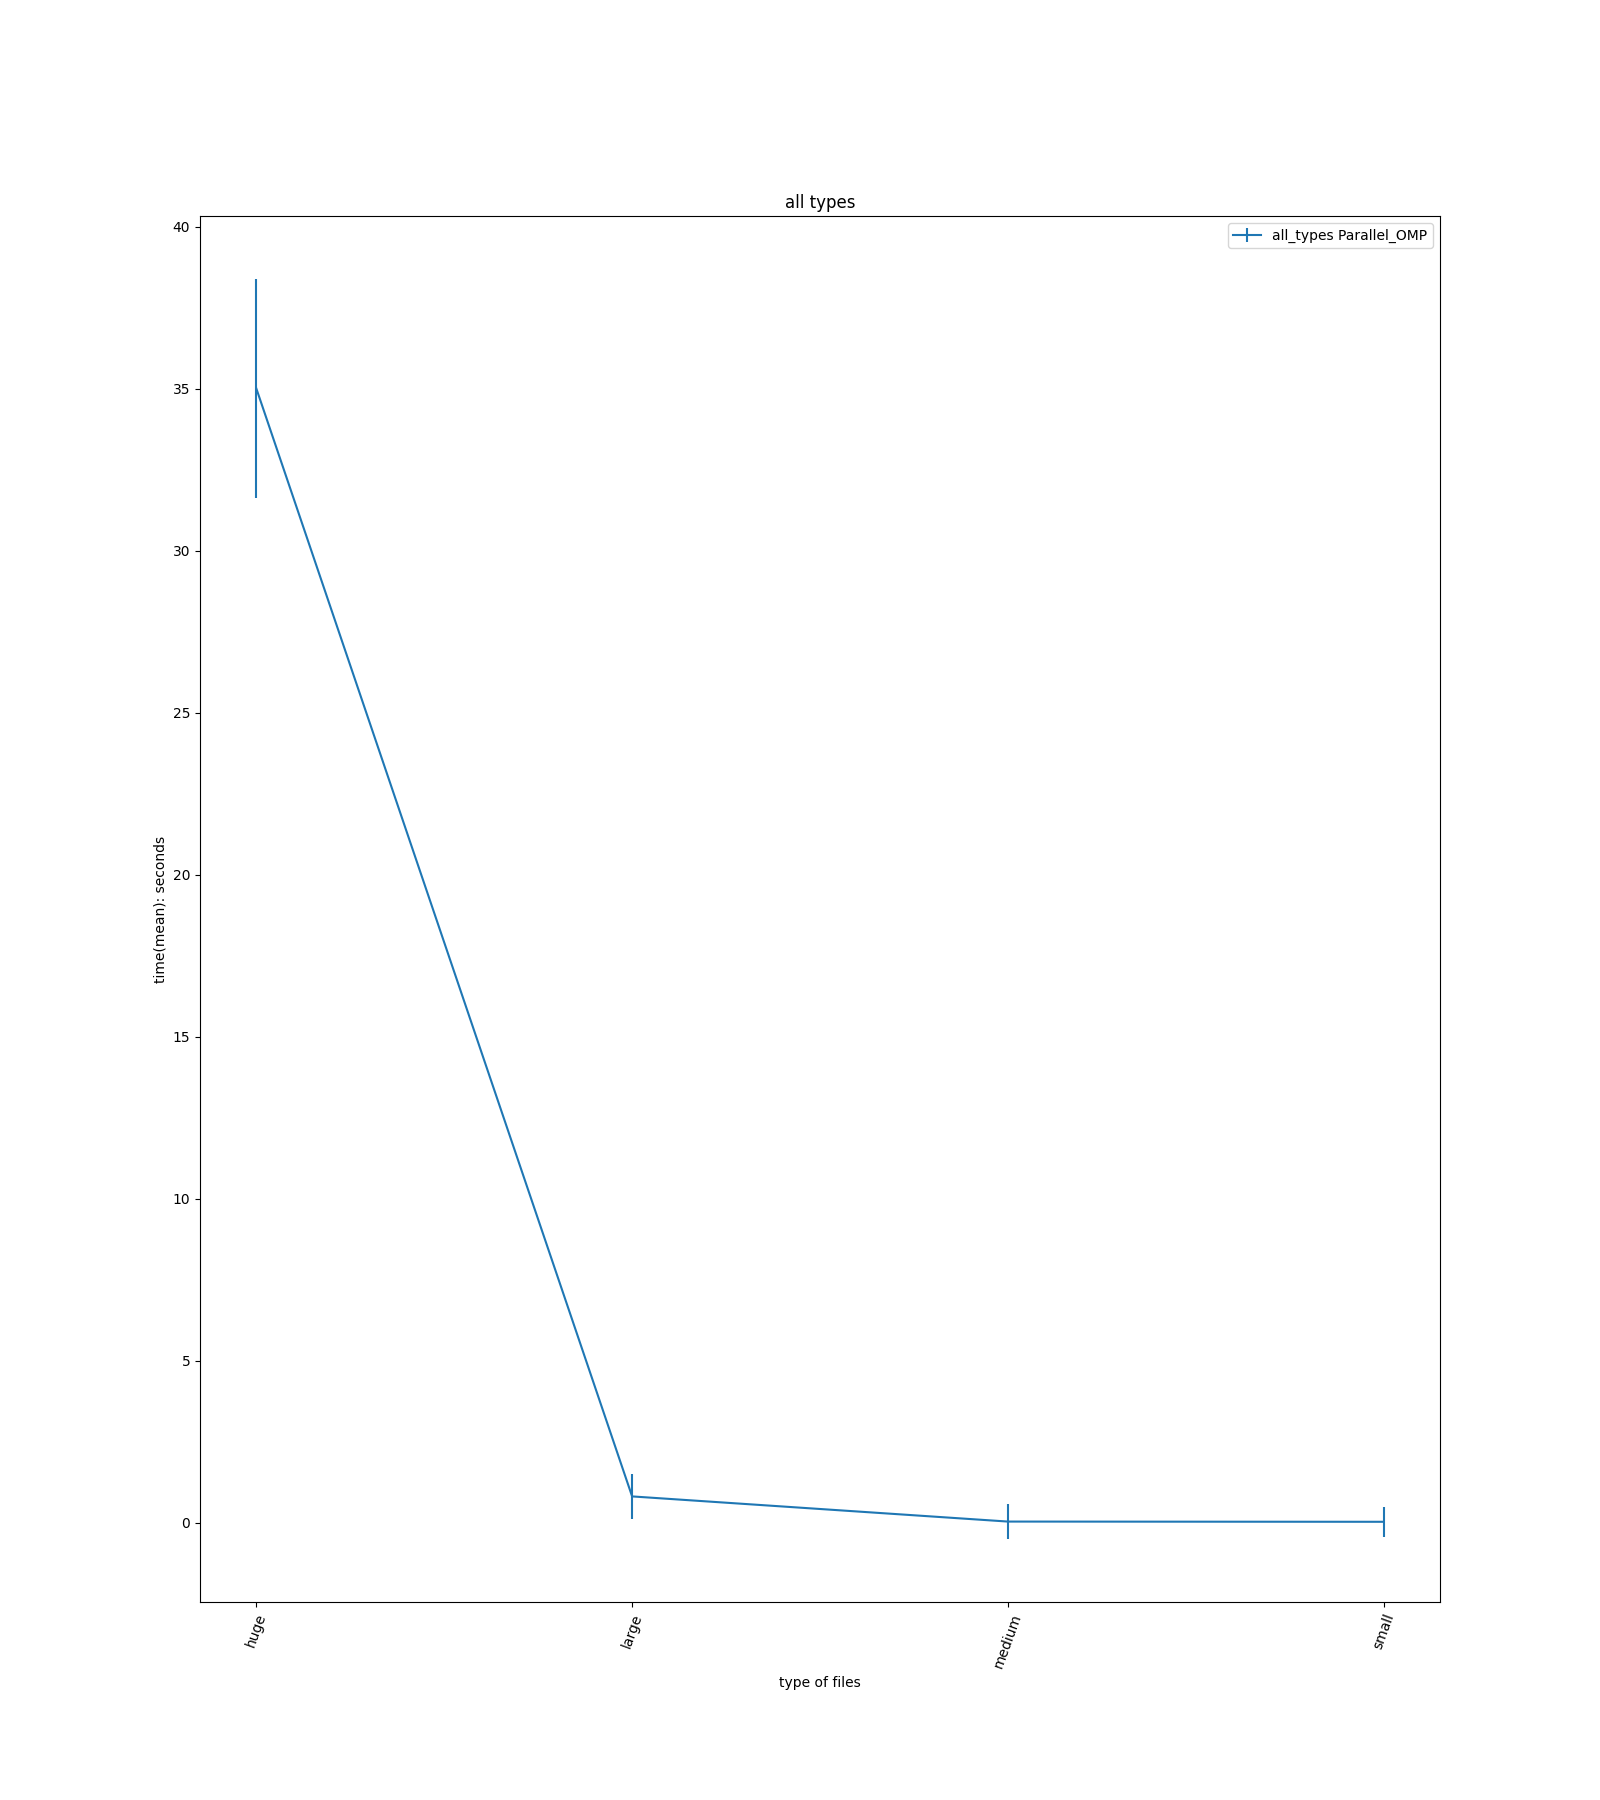 all types
all_types Parallel_OMP
time(mean): seconds
40
35
30
25
20
15
10
5
0
huge
large
medium
small
type of files